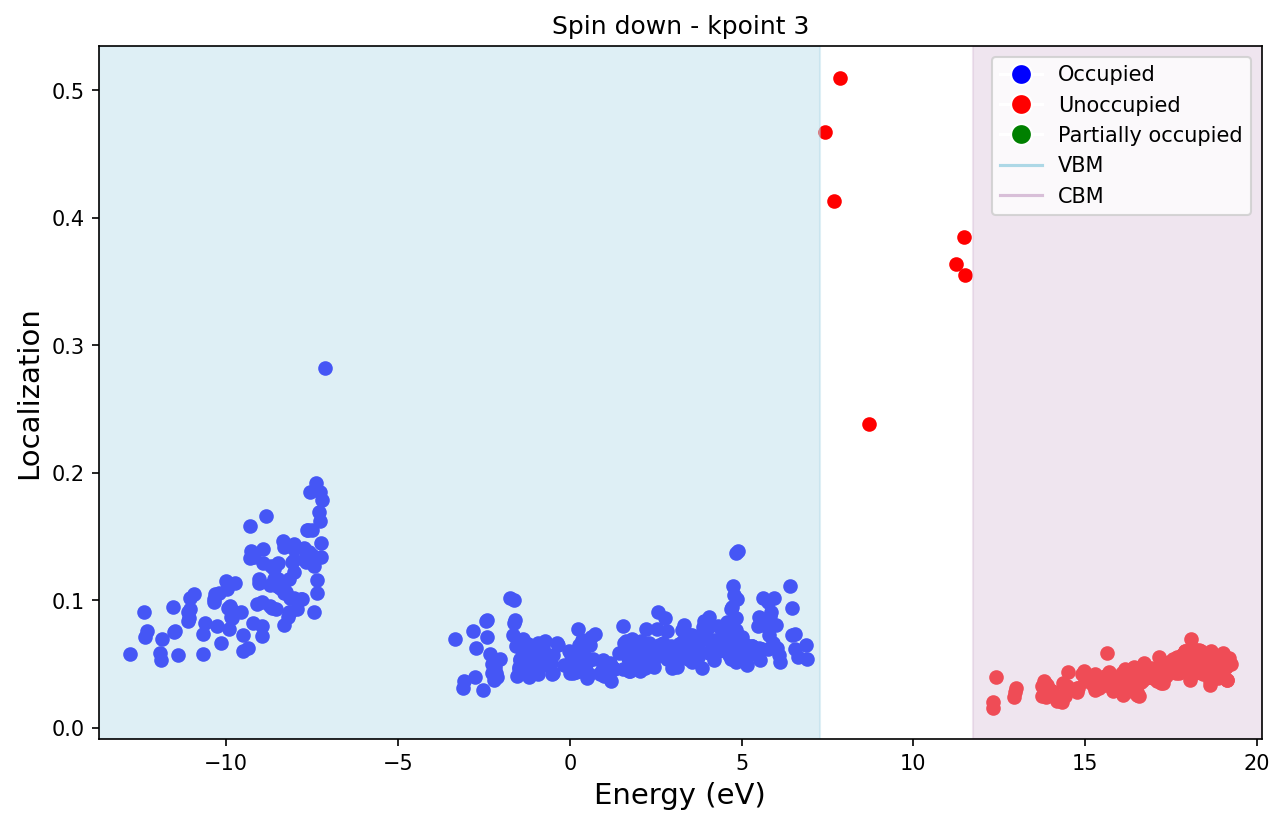 Spin down - kpoint 3
Localization
0.5
0.4
0.3
0.2
0.1
0.0
Occupied
Unoccupied
Partially occupied
VBM
CBM
−10
−5
0
5
10
15
20
Energy (eV)